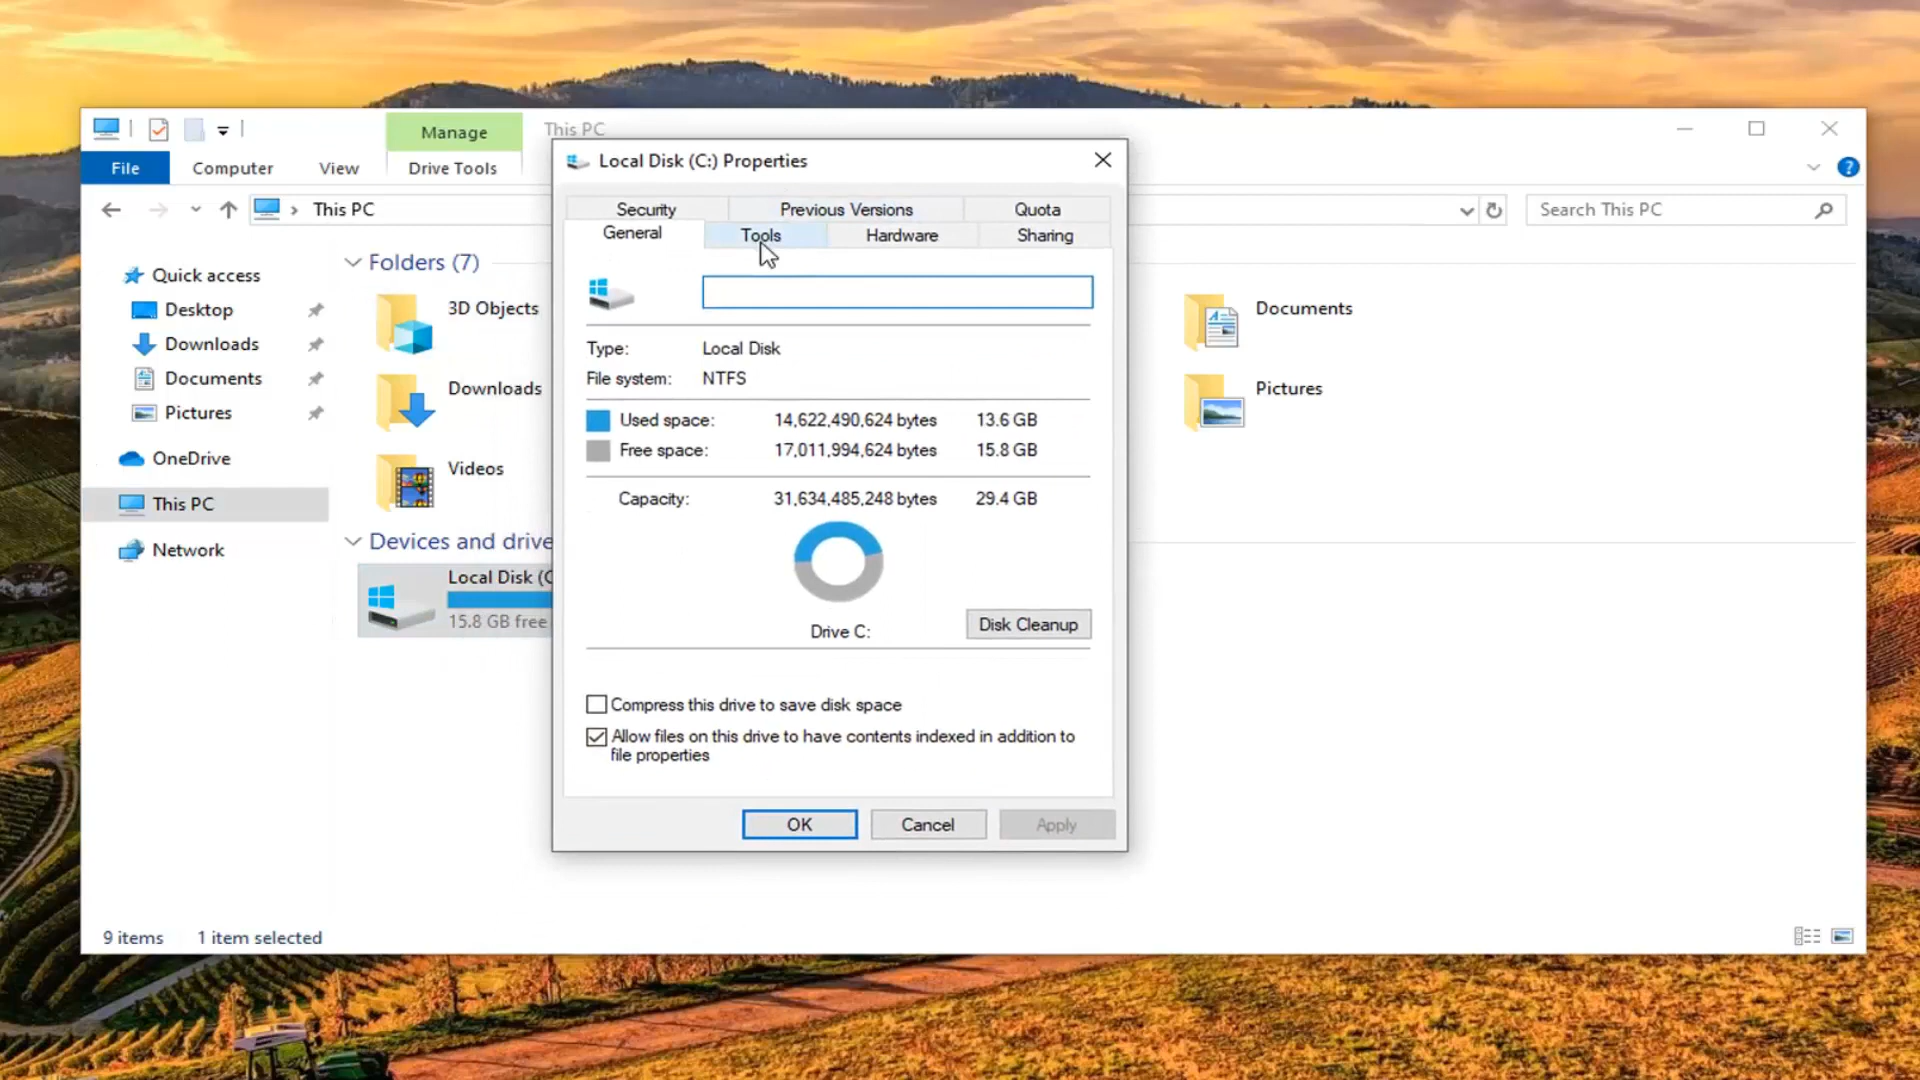 Manage
This PC
File
Computer
View
Drive Tools
This PC
Search This PC
Quick access
Desktop
Downloads
Documents
Pictures
OneDrive
This PC
Network
Folders (7)
3D Objects
Downloads
Videos
Documents
Pictures
Devices and drive
Local Disk (C
15.8 GB free
9 items
1 item selected
Local Disk (C:) Properties
Security
Previous Versions
Quota
General
Tools
Hardware
Sharing
Type: Local Disk
File system: NTFS
Used space: 14,622,490,624 bytes 13.6 GB
Free space: 17,011,994,624 bytes 15.8 GB
Capacity: 31,634,485,248 bytes 29.4 GB
Drive C:
Disk Cleanup
Compress this drive to save disk space
Allow files on this drive to have contents indexed in addition to
file properties
OK
Cancel
Apply